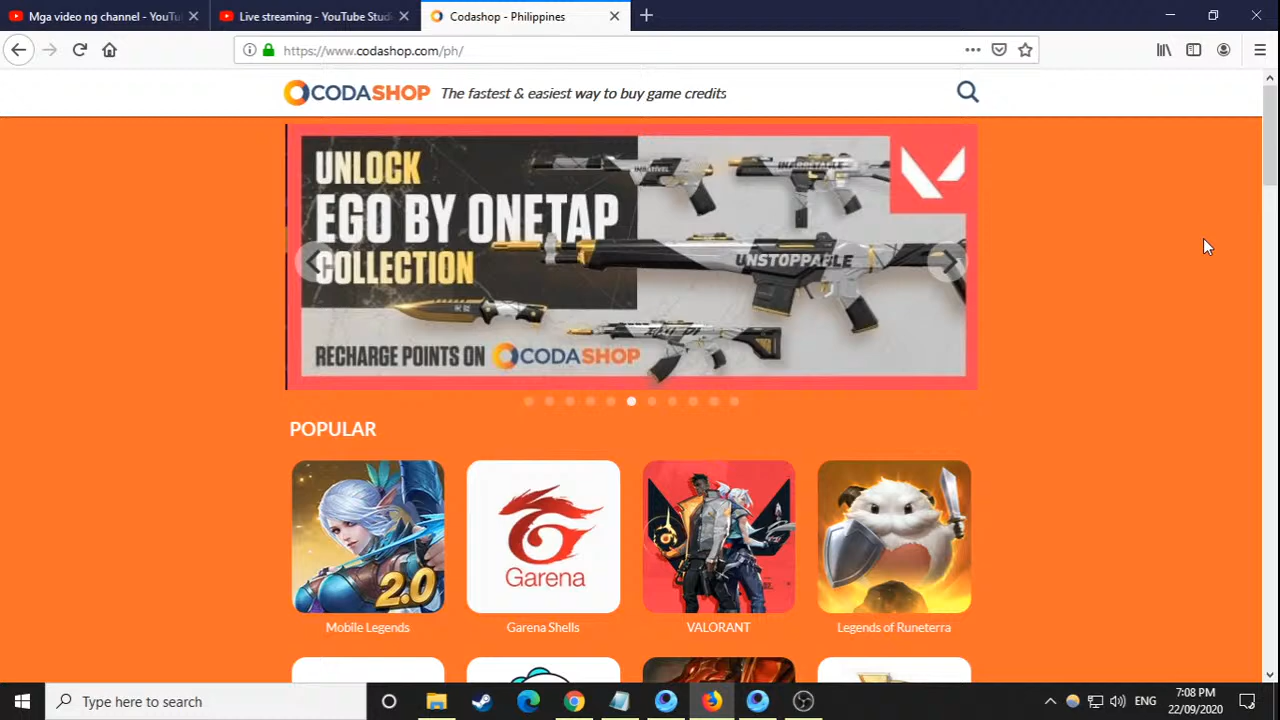 Mga video ng channel - YouTu
Live streaming - YouTube Stud
Codashop - Philippines
https://www.codashop.com/ph/
CODASHOP
The fastest & easiest way to buy game credits
UNLOCK
EGO BY ONETAP
COLLECTION
UNSTOPPABLE
RECHARGE POINTS ON CODASHOP
POPULAR
2.0
Garena
Mobile Legends
Garena Shells
VALORANT
Legends of Runeterra
Type here to search
ENG
7:08 PM
22/09/2020